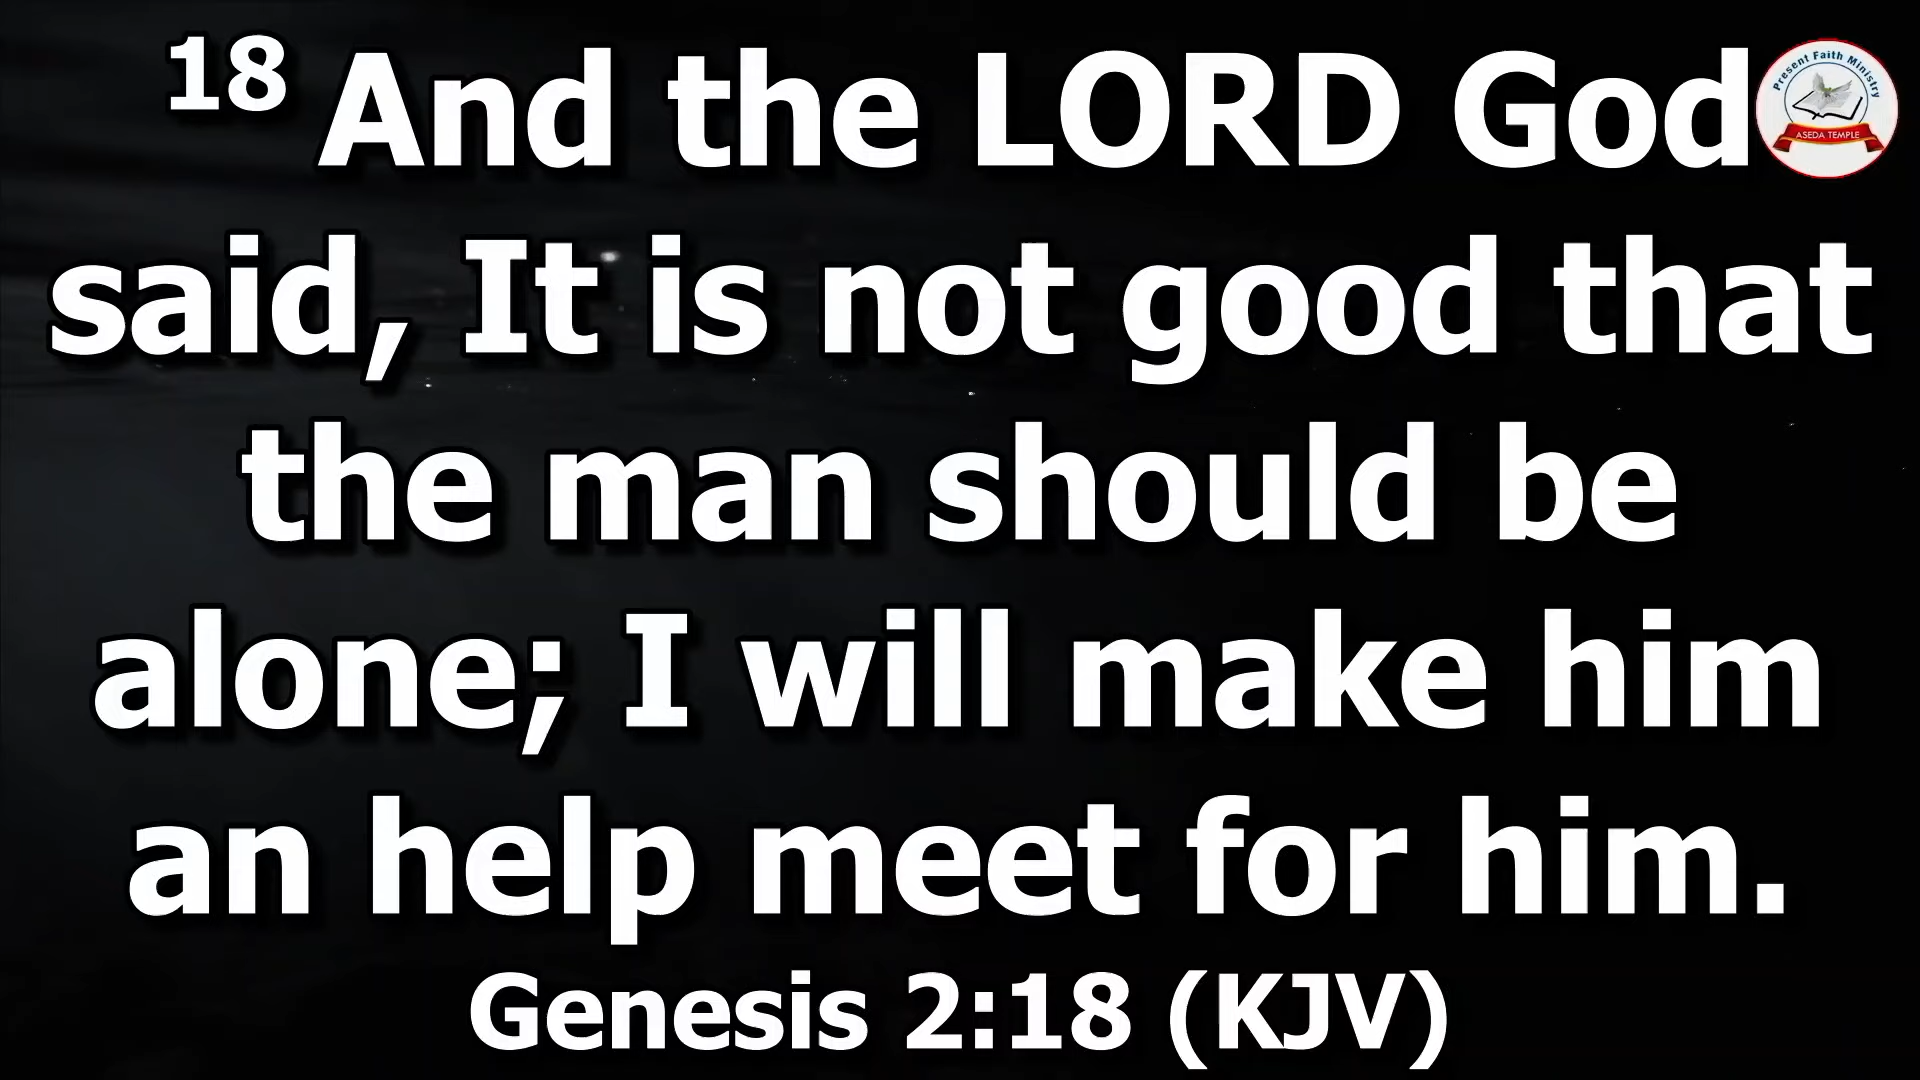 18 And the LORD God
said, It is not good that
the man should be
alone; I will make him
an help meet for him.
Genesis 2:18 (KJV)
Present Faith Ministry
ASEDA TEMPLE